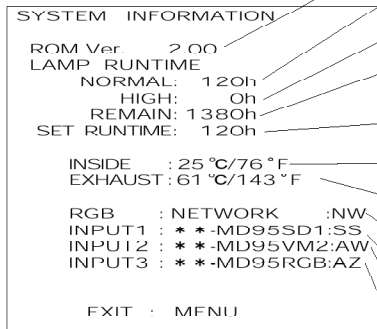 SYSTEM INFORMATION
ROM Ver. 2.00
LAMP RUNTIME
NORMAL: 120h
HIGH: 0h
REMAIN: 1380h
SET RUNTIME: 120h
INSIDE : 25 °C/76 °F
EXHAUST: 61 °C/143 °F
RGB : NETWORK :NW
INPUT1 : **-MD95SD1:SS
INPUT2 : **-MD95VM2:AW
INPUT3 : **-MD95RGB:AZ
EXIT : MENU